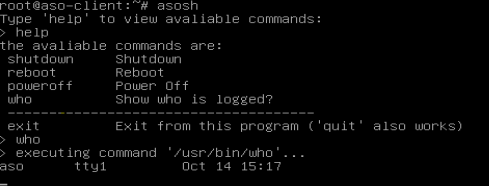 root@aso-client:~# asosh
Type 'help' to view avaliable commands:
> help
the avaliable commands are:
shutdown Shutdown
reboot Reboot
poweroff Power Off
who Show who is logged?
-------------------------------------
exit Exit from this program ('quit' also works)
> who
> executing command '/usr/bin/who'...
aso tty1 Oct 14 15:17